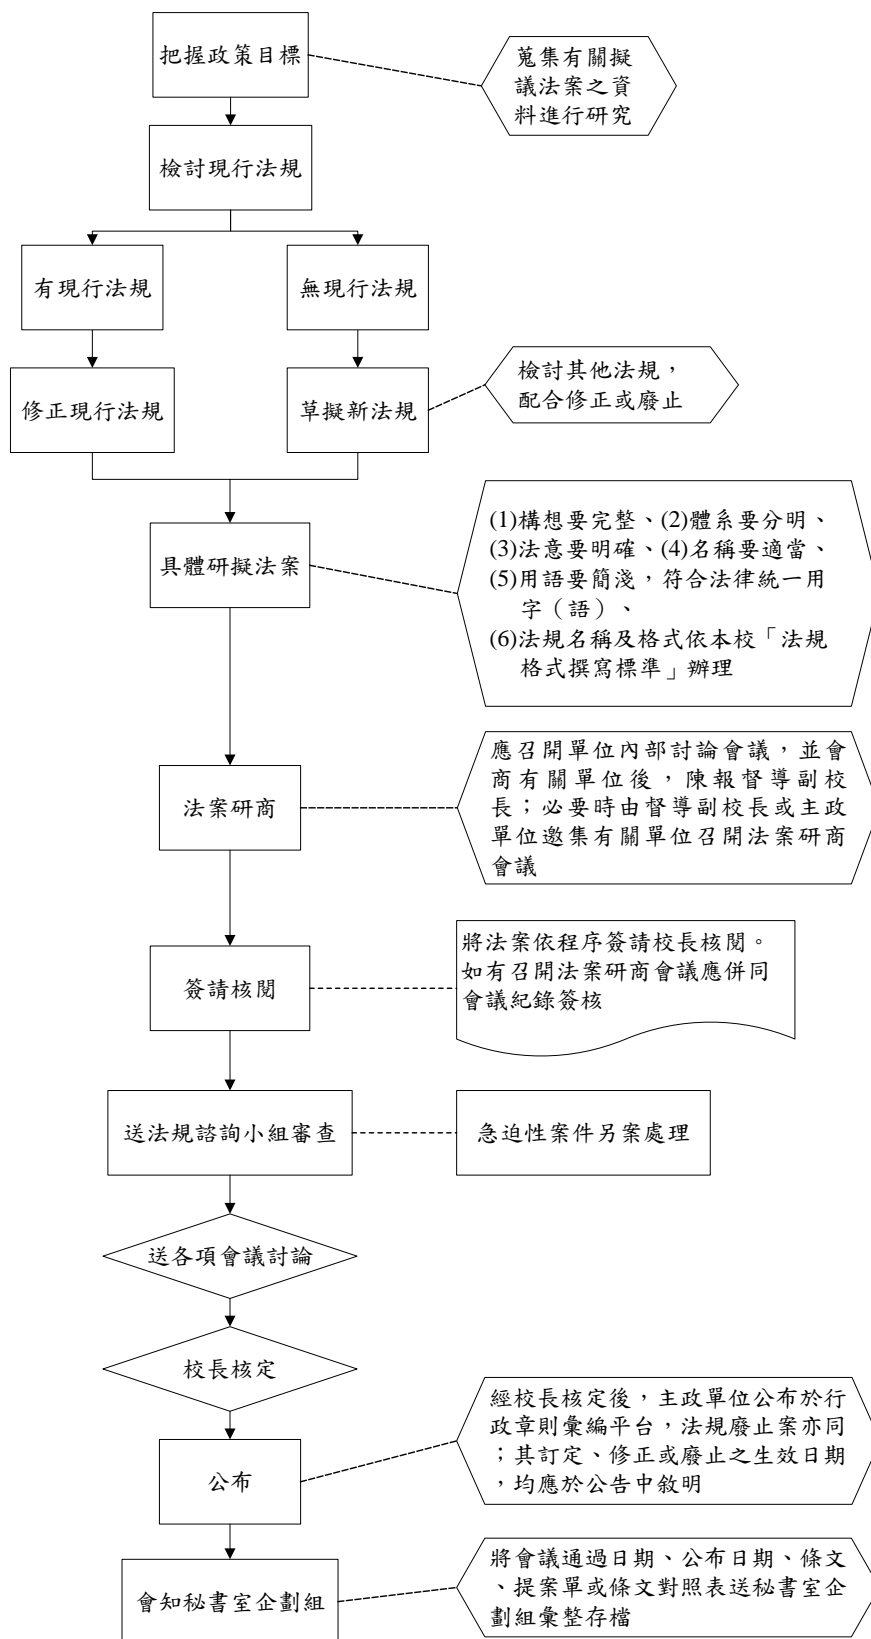 把握政策目標
蒐集有關擬
議法案之資
料進行研究
檢討現行法規
有現行法規
無現行法規
修正現行法規
草擬新法規
檢討其他法規，
配合修正或廢止
具體研擬法案
(1)構想要完整、(2)體系要分明、
(3)法意要明確、(4)名稱要適當、
(5)用語要簡淺，符合法律統一用
字（語）、
(6)法規名稱及格式依本校「法規
格式撰寫標準」辦理
法案研商
應召開單位內部討論會議，並會
商有關單位後，陳報督導副校
長；必要時由督導副校長或主政
單位邀集有關單位召開法案研商
會議
簽請核閱
將法案依程序簽請校長核閱。
如有召開法案研商會議應併同
會議紀錄簽核
送法規諮詢小組審查
急迫性案件另案處理
送各項會議討論
校長核定
公布
經校長核定後，主政單位公布於行
政章則彙編平台，法規廢止案亦同
；其訂定、修正或廢止之生效日期
，均應於公告中敘明
會知秘書室企劃組
將會議通過日期、公布日期、條文
、提案單或條文對照表送秘書室企
劃組彙整存檔